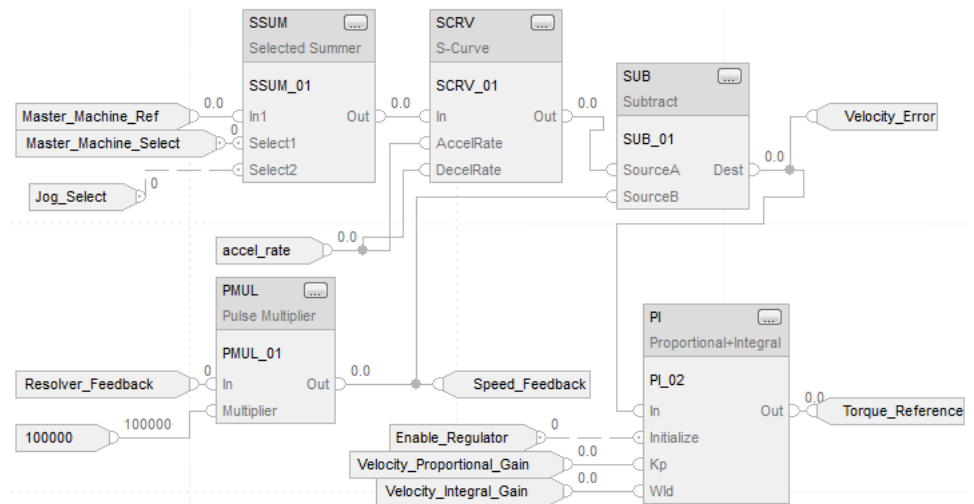 SSUM ...
Selected Summer
SSUM_01
In1 Out
Select1
Select2
SCRV ...
S-Curve
SCRV_01
In Out
AccelRate
DecelRate
SUB ...
Subtract
SUB_01
SourceA Dest
SourceB
Master_Machine_Ref 0.0
Master_Machine_Select 0
Jog_Select 0
0.0
0.0
0.0
Velocity_Error
accel_rate 0.0
PMUL ...
Pulse Multiplier
PMUL_01
In Out
Multiplier
Resolver_Feedback 0
100000 100000
0.0
Speed_Feedback
PI ...
Proportional+Integral
PI_02
In Out
Initialize
Kp
Wld
Enable_Regulator 0
Velocity_Proportional_Gain 0.0
Velocity_Integral_Gain 0.0
0.0
Torque_Reference